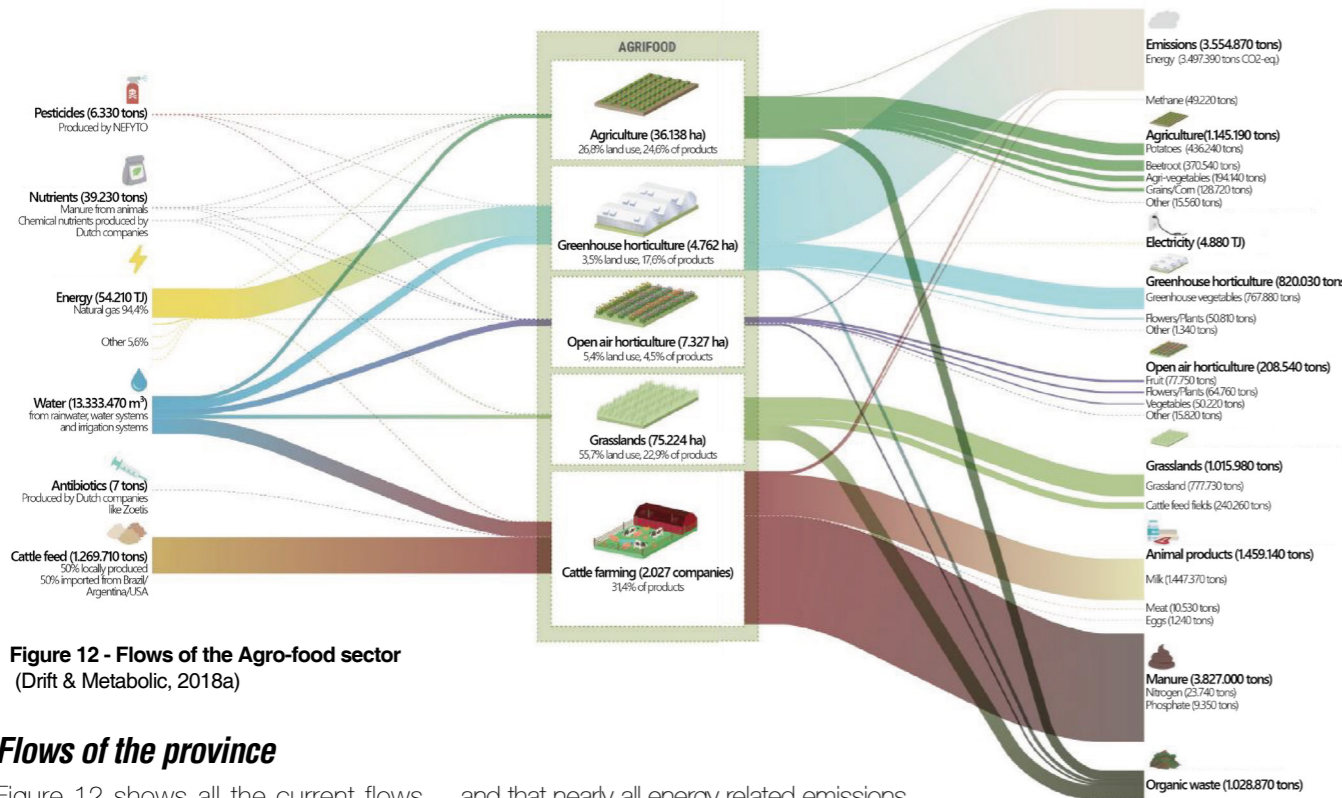 Pesticides (6.330 tons)
Produced by NEFYTO
Nutrients (39.230 tons)
Manure from animals
Chemical nutrients produced by
Dutch companies
Energy (54.210 TJ)
Natural gas 94,4%
Other 5,6%
Water (13.333.470 m³)
from rainwater, water systems
and irrigation systems
Antibiotics (7 tons)
Produced by Dutch companies
like Zoetis
Cattle feed (1.269.710 tons)
50% locally produced
50% imported from Brazil/
Argentina/USA
AGRIFOOD
Agriculture (36.138 ha)
26,8% land use, 24,6% of products
Greenhouse horticulture (4.762 ha)
3,5% land use, 17,6% of products
Open air horticulture (7.327 ha)
5,4% land use, 4,5% of products
Grasslands (75.224 ha)
55,7% land use, 22,9% of products
Cattle farming (2.027 companies)
31,4% of products
Emissions (3.554.870 tons)
Energy (3.497.390 tons CO2-eq.)
Methane (49.220 tons)
Agriculture(1.145.190 tons)
Potatoes (436.240 tons)
Beetroot (370.540 tons)
Agri-vegetables (194.140 tons)
Grains/Corn (128.720 tons)
Other (15.560 tons)
Electricity (4.880 TJ)
Greenhouse horticulture (820.030 tons
Greenhouse vegetables (767.880 tons)
Flowers/Plants (50.810 tons)
Other (1.340 tons)
Open air horticulture (208.540 tons)
Fruit (77.750 tons)
Flowers/Plants (64.760 tons)
Vegetables (50.220 tons)
Other (15.820 tons)
Grasslands (1.015.980 tons)
Grassland (777.730 tons)
Cattle feed fields (240.260 tons)
Animal products (1.459.140 tons)
Milk (1.447.370 tons)
Meat (10.530 tons)
Eggs (1.240 tons)
Manure (3.827.000 tons)
Nitrogen (23.740 tons)
Phosphate (9.350 tons)
Organic waste (1.028.870 tons)
Figure 12 - Flows of the Agro-food sector
(Drift & Metabolic, 2018a)
Flows of the province
Figure 12 shows all the current flows
and that nearly all energy related emissions